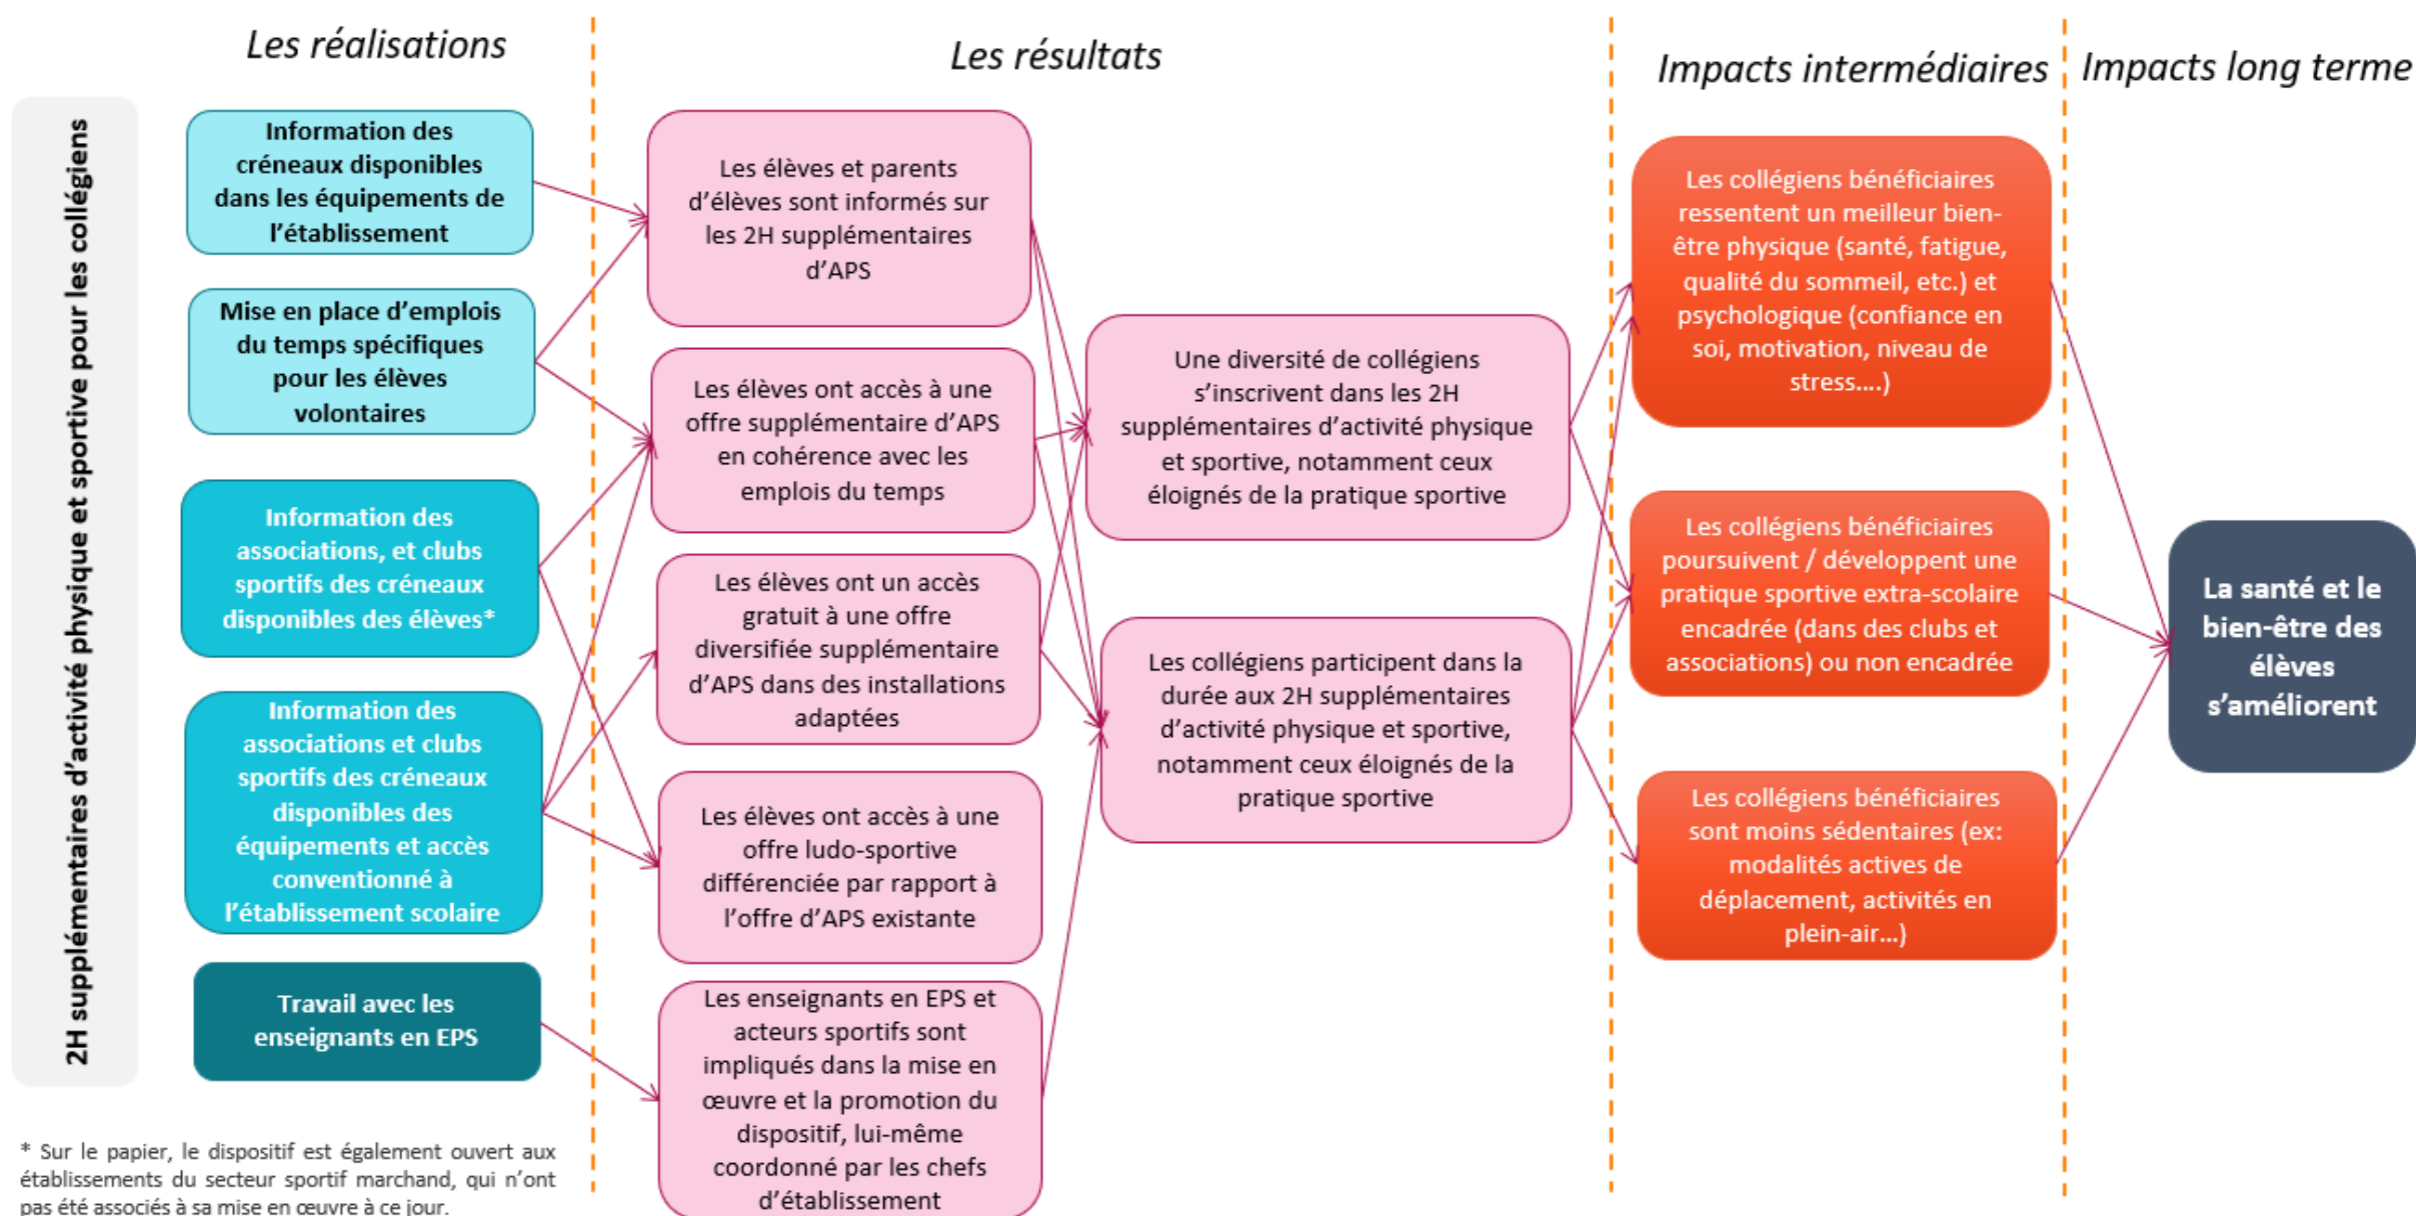 Les réalisations
Les résultats
Impacts intermédiaires
Impacts long terme
2H supplémentaires d'activité physique et sportive pour les collégiens
Information des
créneaux disponibles
dans les équipements de
l'établissement
Mise en place d'emplois
du temps spécifiques
pour les élèves
volontaires
Information des
associations, et clubs
sportifs des créneaux
disponibles des élèves*
Information des
associations et clubs
sportifs des créneaux
disponibles des
équipements et accès
conventionné à
l'établissement scolaire
Travail avec les
enseignants en EPS
* Sur le papier, le dispositif est également ouvert aux
établissements du secteur sportif marchand, qui n'ont
pas été associés à sa mise en œuvre à ce jour.
Les élèves et parents
d'élèves sont informés sur
les 2H supplémentaires
d'APS
Les élèves ont accès à une
offre supplémentaire d'APS
en cohérence avec les
emplois du temps
Les élèves ont un accès
gratuit à une offre
diversifiée supplémentaire
d'APS dans des installations
adaptées
Les élèves ont accès à une
offre ludo-sportive
différenciée par rapport à
l'offre d'APS existante
Les enseignants en EPS et
acteurs sportifs sont
impliqués dans la mise en
œuvre et la promotion du
dispositif, lui-même
coordonné par les chefs
d'établissement
Une diversité de collégiens
s'inscrivent dans les 2H
supplémentaires d'activité physique
et sportive, notamment ceux
éloignés de la pratique sportive
Les collégiens participent dans la
durée aux 2H supplémentaires
d'activité physique et sportive,
notamment ceux éloignés de la
pratique sportive
Les collégiens bénéficiaires
ressentent un meilleur bien-
être physique (santé, fatigue,
qualité du sommeil, etc.) et
psychologique (confiance en
soi, motivation, niveau de
stress….)
Les collégiens bénéficiaires
poursuivent / développent une
pratique sportive extra-scolaire
encadrée (dans des clubs et
associations) ou non encadrée
Les collégiens bénéficiaires
sont moins sédentaires (ex:
modalités actives de
déplacement, activités en
plein-air…)
La santé et le
bien-être des
élèves
s'améliorent